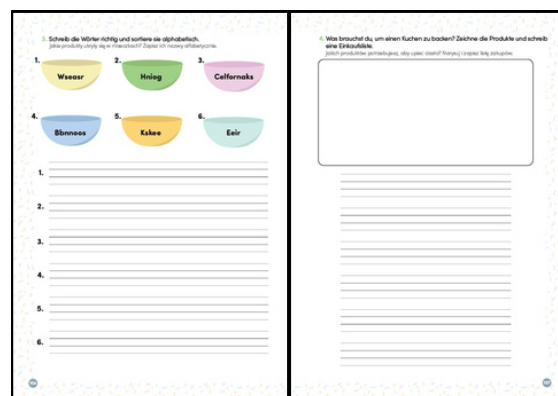 3. Schreib die Wörter richtig und sortiere sie alphabetisch.
Jakie produkty ukryły się w miseczkach? Zapisz ich nazwy alfabetycznie.
1. 2. 3.
Wseasr Hniog Celfornaks
4. 5. 6.
Bbnnoos Kskee Eeir
1.
2.
3.
4.
5.
6.
4. Was brauchst du, um einen Kuchen zu backen? Zeichne die Produkte und schreib
eine Einkaufsliste.
Jakich produktów potrzebujesz, aby upiec ciasto? Narysuj i zapisz listę zakupów.